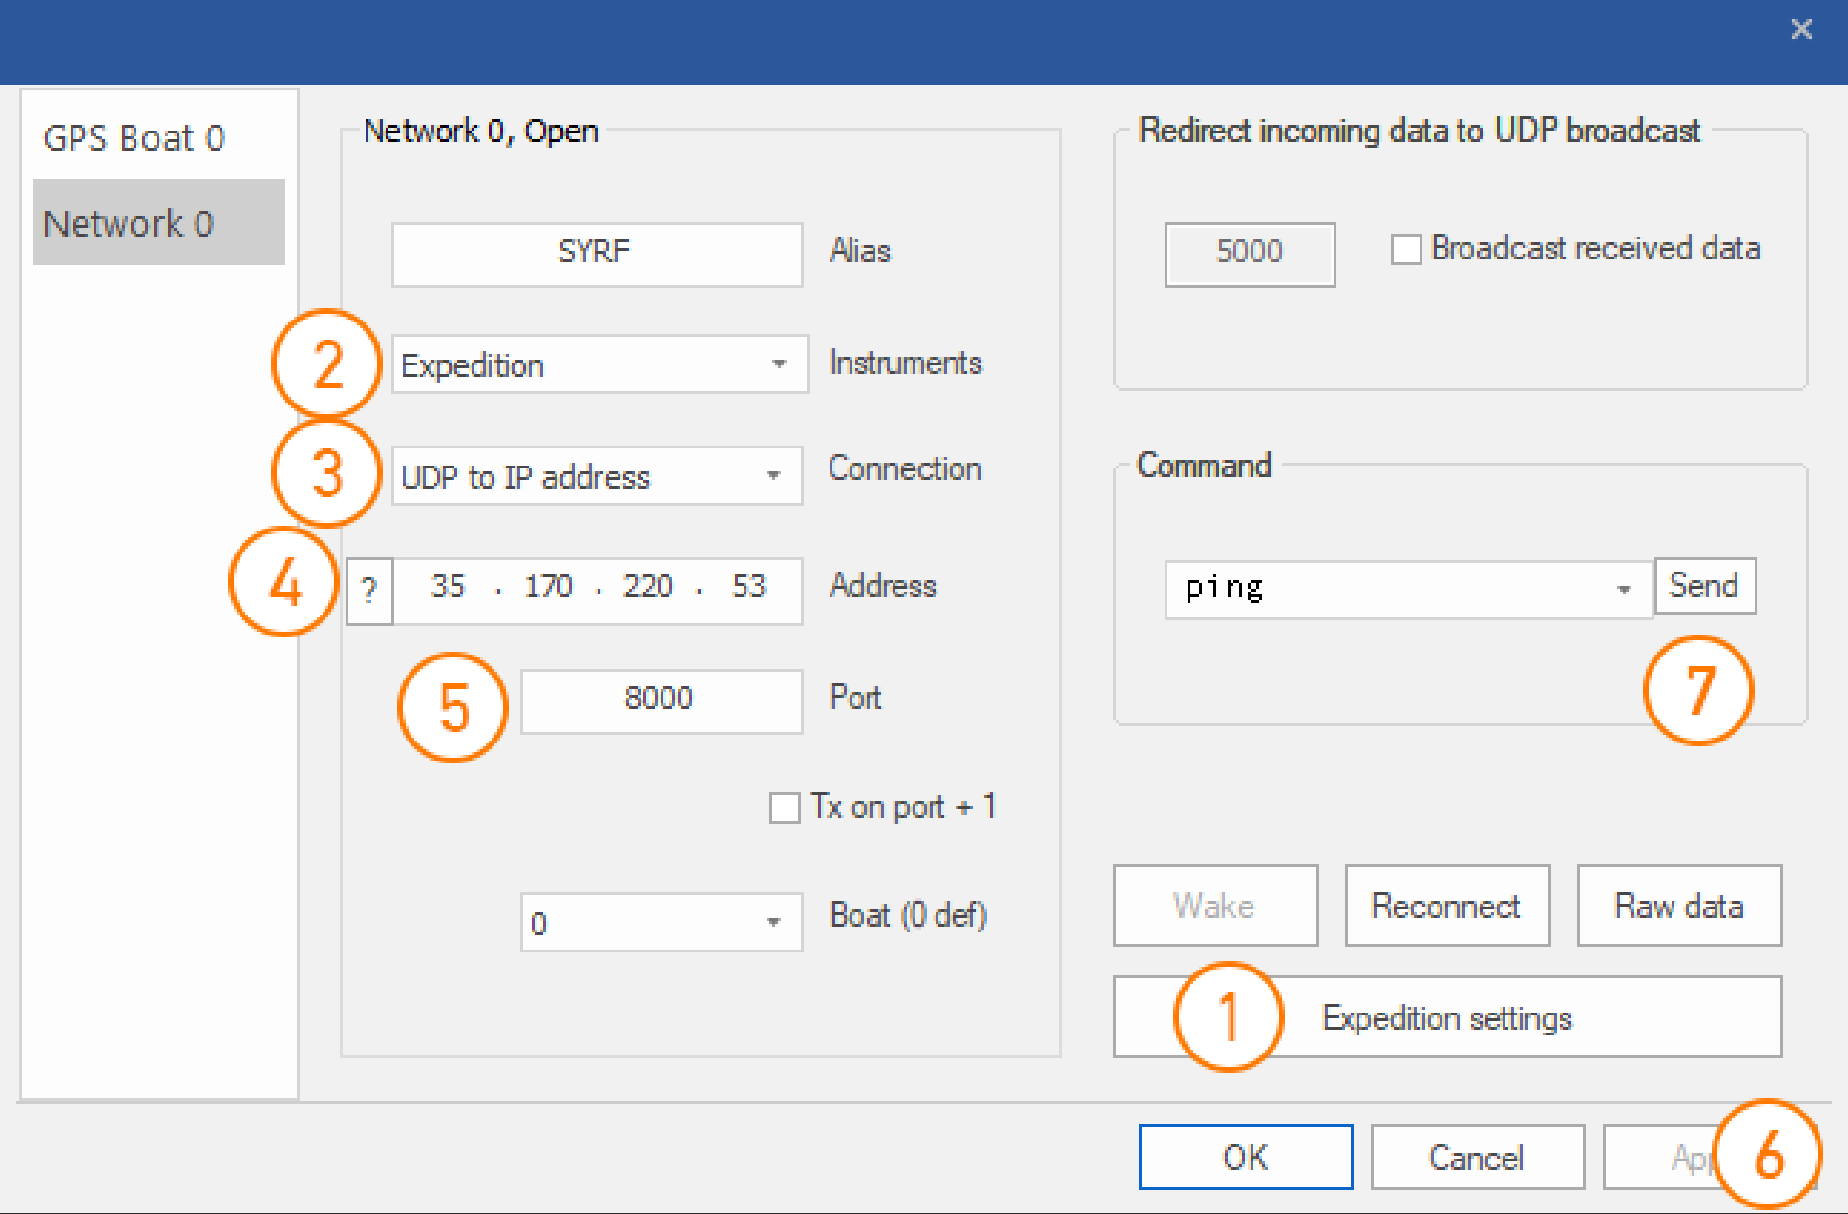 ×
GPS Boat 0
Network 0
Network 0, Open
SYRF Alias
2 Expedition Instruments
3 UDP to IP address Connection
4 ? 35 . 170 . 220 . 53 Address
5 8000 Port
Tx on port + 1
0 Boat (0 def)
Redirect incoming data to UDP broadcast
5000 Broadcast received data
Command
ping Send
7
Wake Reconnect Raw data
1 Expedition settings
OK Cancel 6